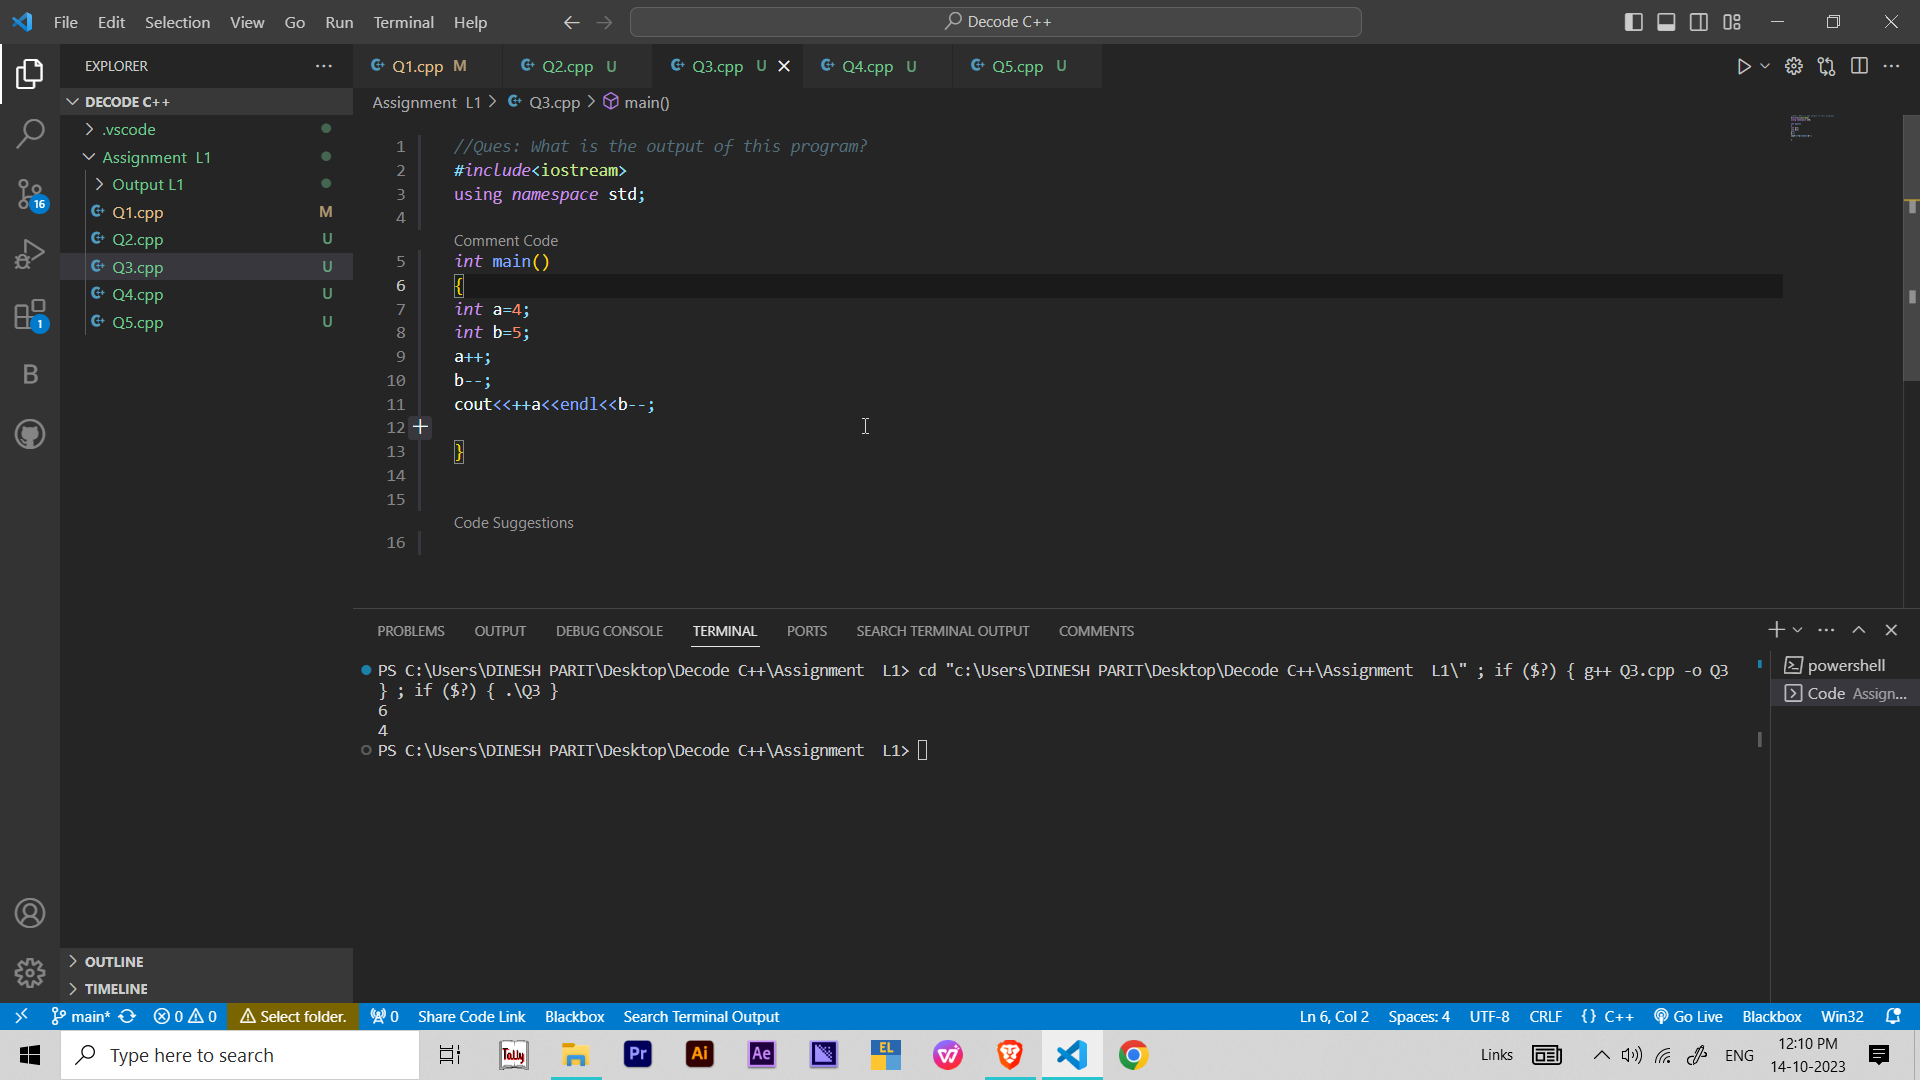 File Edit Selection View Go Run Terminal Help
Decode C++
EXPLORER
DECODE C++
.vscode
Assignment L1
Output L1
Q1.cpp M
Q2.cpp U
Q3.cpp U
Q4.cpp U
Q5.cpp U
OUTLINE
TIMELINE
16
1
B
Q1.cpp M Q2.cpp U Q3.cpp U Q4.cpp U Q5.cpp U
Assignment L1 > Q3.cpp > main()
1 //Ques: What is the output of this program?
2 #include<iostream>
3 using namespace std;
4
Comment Code
5 int main()
6 {
7 int a=4;
8 int b=5;
9 a++;
10 b--;
11 cout<<++a<<endl<<b--;
12
13 }
14
15
Code Suggestions
16
PROBLEMS OUTPUT DEBUG CONSOLE TERMINAL PORTS SEARCH TERMINAL OUTPUT COMMENTS
PS C:\Users\DINESH PARIT\Desktop\Decode C++\Assignment  L1> cd "c:\Users\DINESH PARIT\Desktop\Decode C++\Assignment  L1\" ; if ($?) { g++ Q3.cpp -o Q3
} ; if ($?) { .\Q3 }
6
4
PS C:\Users\DINESH PARIT\Desktop\Decode C++\Assignment  L1>
powershell
Code Assign...
main* 0 0 Select folder. 0 Share Code Link Blackbox Search Terminal Output Ln 6, Col 2 Spaces: 4 UTF-8 CRLF {} C++ Go Live Blackbox Win32
Type here to search
Tally Pr Ai Ae EL
Links ENG
12:10 PM
14-10-2023